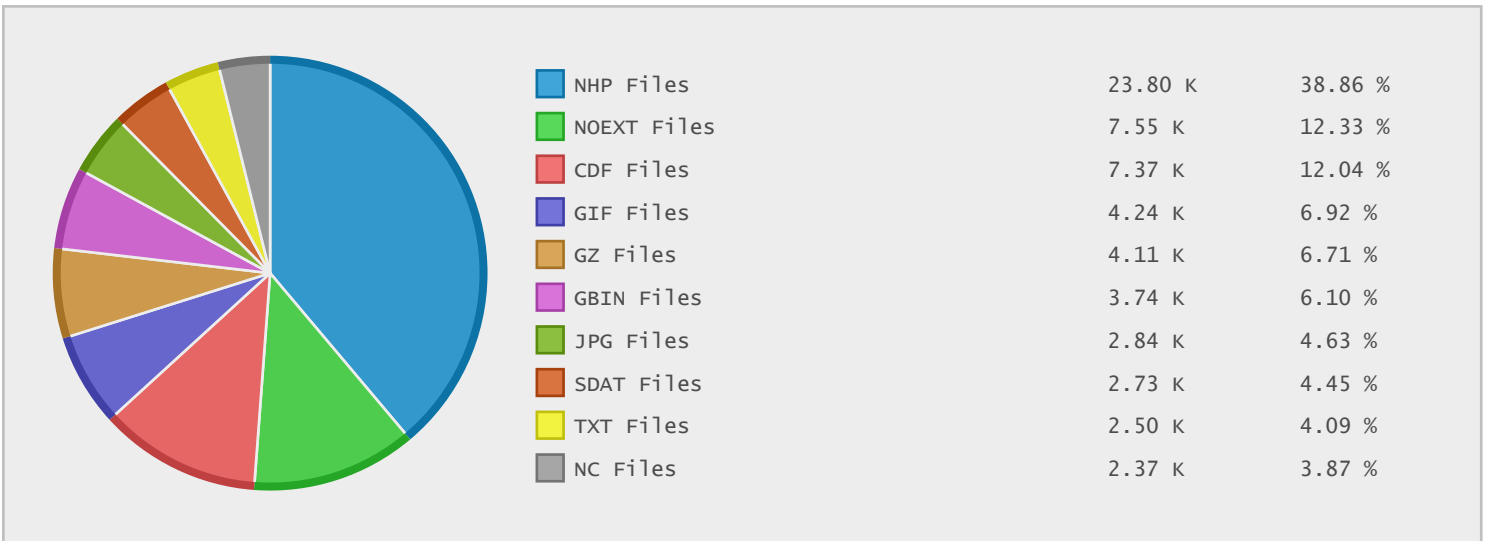 NHP Files 23.80 K 38.86 %
NOEXT Files 7.55 K 12.33 %
CDF Files 7.37 K 12.04 %
GIF Files 4.24 K 6.92 %
GZ Files 4.11 K 6.71 %
GBIN Files 3.74 K 6.10 %
JPG Files 2.84 K 4.63 %
SDAT Files 2.73 K 4.45 %
TXT Files 2.50 K 4.09 %
NC Files 2.37 K 3.87 %